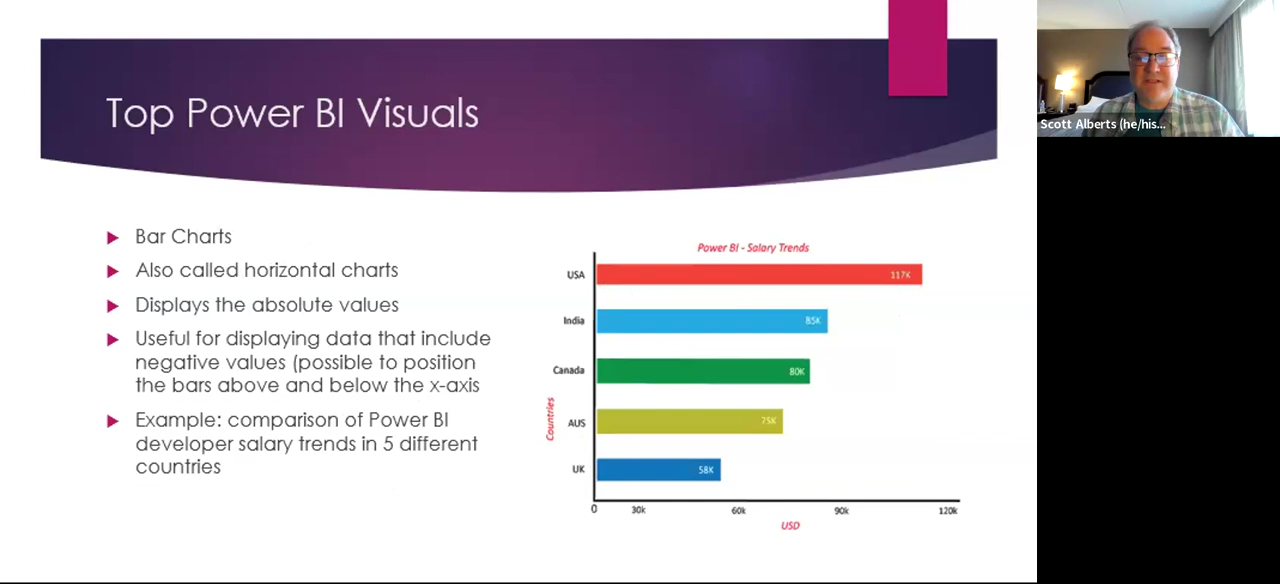 Top Power BI Visuals
Scott Alberts (he/his...
Bar Charts
Also called horizontal charts
Displays the absolute values
Useful for displaying data that include
negative values (possible to position
the bars above and below the x-axis
Example: comparison of Power BI
developer salary trends in 5 different
countries
Power BI - Salary Trends
USA
117K
India
85K
Canada
80K
Countries
AUS
75K
UK
58K
0 30k 60k 90k 120k
USD